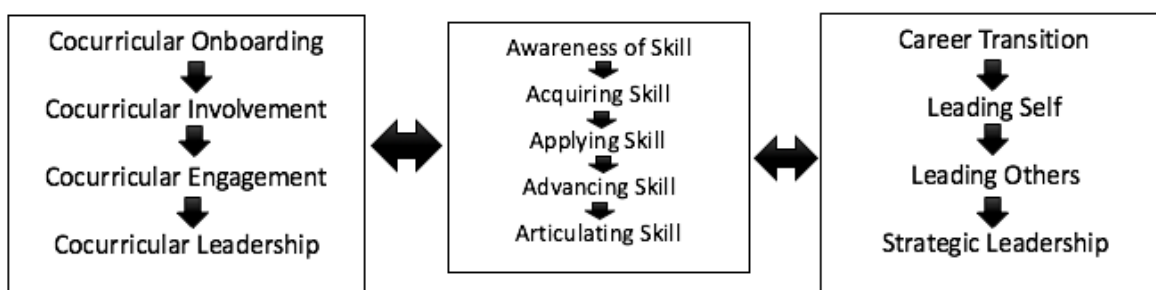 Cocurricular Onboarding
Cocurricular Involvement
Cocurricular Engagement
Cocurricular Leadership
Awareness of Skill
Acquiring Skill
Applying Skill
Advancing Skill
Articulating Skill
Career Transition
Leading Self
Leading Others
Strategic Leadership